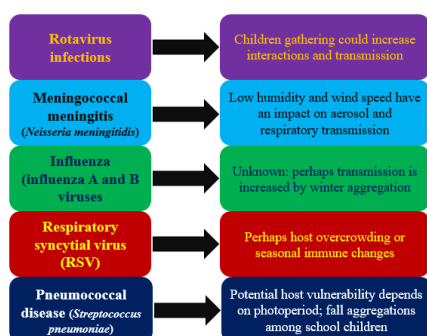 Rotavirus
infections
Children gathering could increase
interactions and transmission
Meningococcal
meningitis
(Neisseria meningitidis)
Low humidity and wind speed have
an impact on aerosol and
respiratory transmission
Influenza
(influenza A and B
viruses
Unknown: perhaps transmission is
increased by winter aggregation
Respiratory
syncytial virus
(RSV)
Perhaps host overcrowding or
seasonal immune changes
Pneumococcal
disease (Streptococcus
pneumoniae)
Potential host vulnerability depends
on photoperiod; fall aggregations
among school children